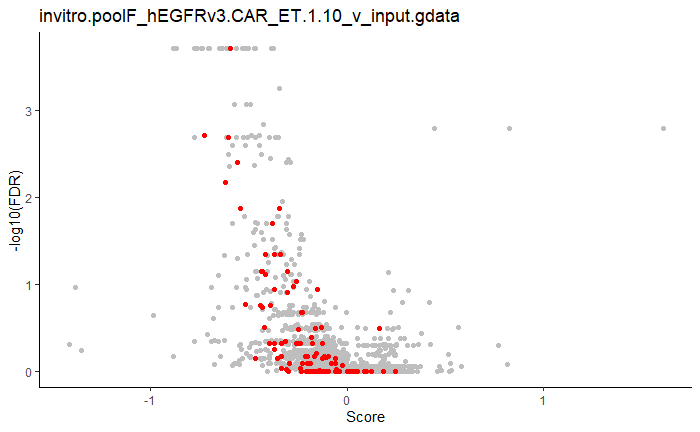 invitro.poolF_hEGFRv3.CAR_ET.1.10_v_input.gdata
3
2
1
0
-log10(FDR)
-1
0
1
Score